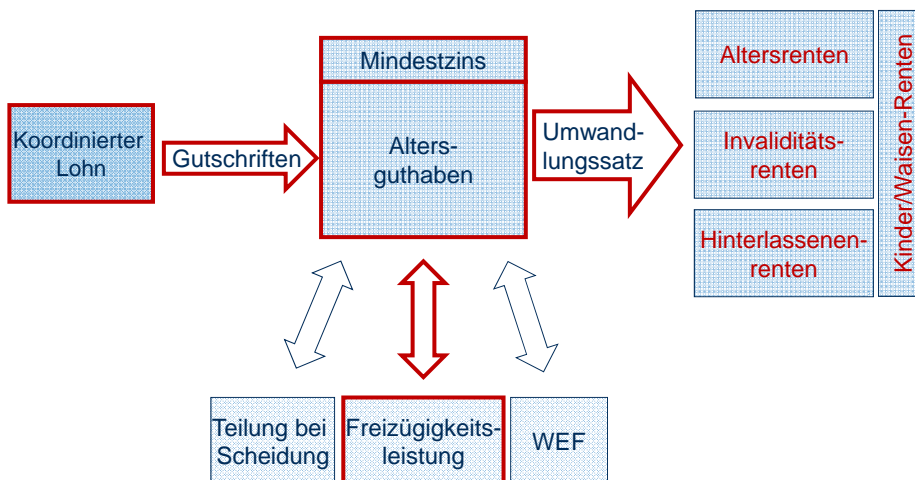 Koordinierter
Lohn
Gutschriften
Mindestzins
Alters-
guthaben
Umwand-
lungssatz
Altersrenten
Invaliditäts-
renten
Hinterlassenen-
renten
Kinder/Waisen-Renten
Teilung bei
Scheidung
Freizügigkeits-
leistung
WEF